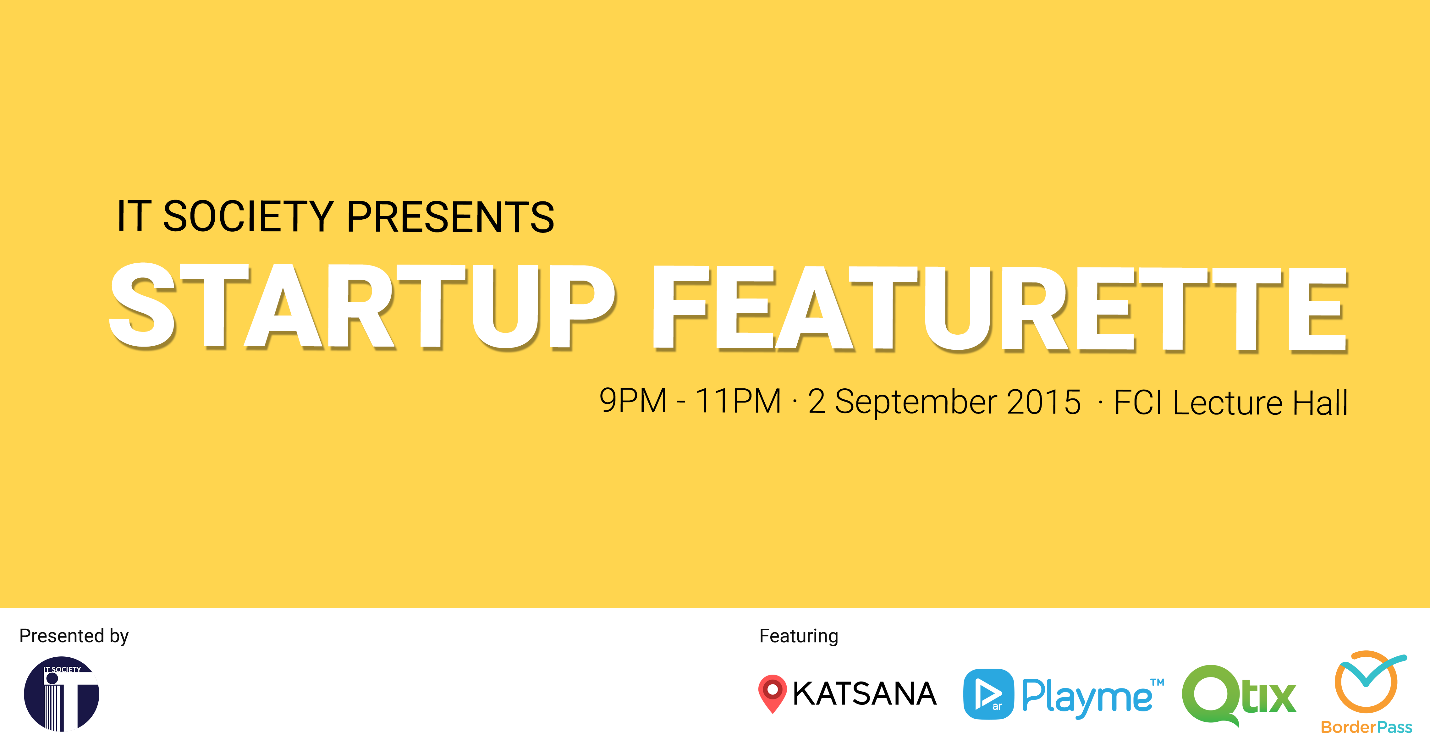 IT SOCIETY PRESENTS
STARTUP FEATURETTE
9PM - 11PM · 2 September 2015 · FCI Lecture Hall
Presented by
IT SOCIETY
iT
Featuring
KATSANA
ar
Playme™
Qtix
BorderPass